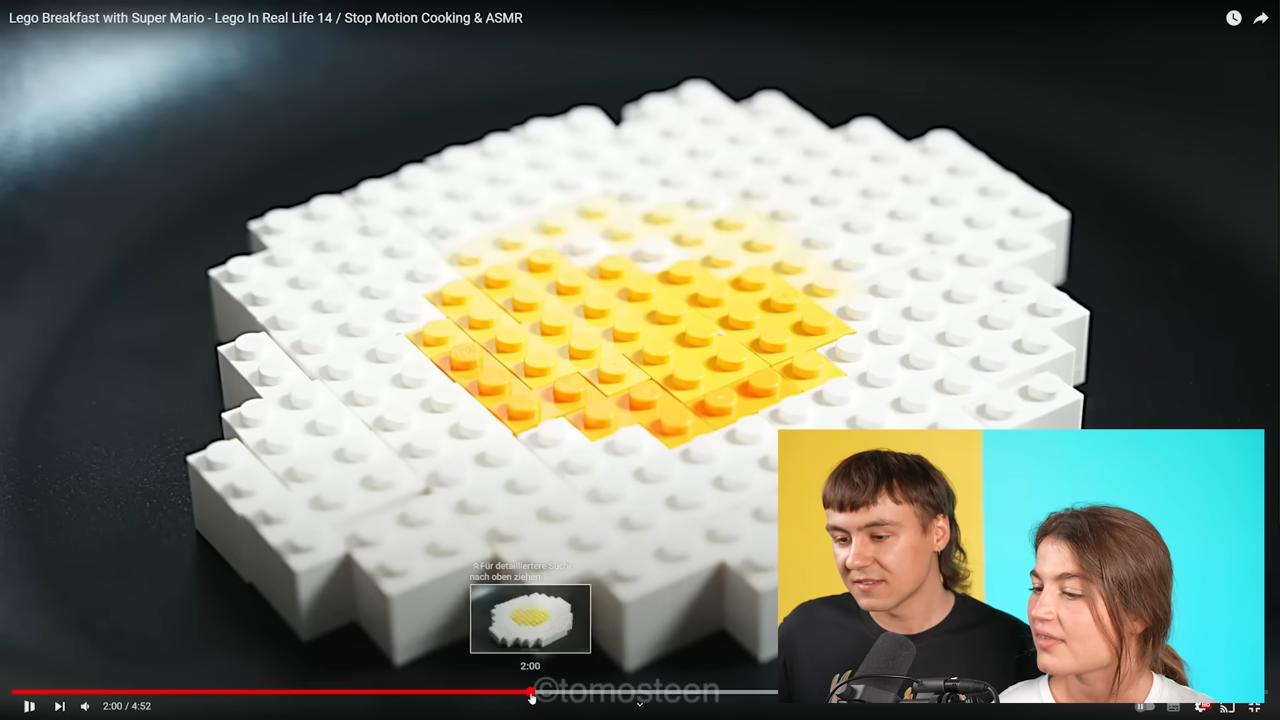 Lego Breakfast with Super Mario - Lego In Real Life 14 / Stop Motion Cooking & ASMR
Für detailliertere Suche
nach oben ziehen
2:00
©tomosteen
2:00 / 4:52